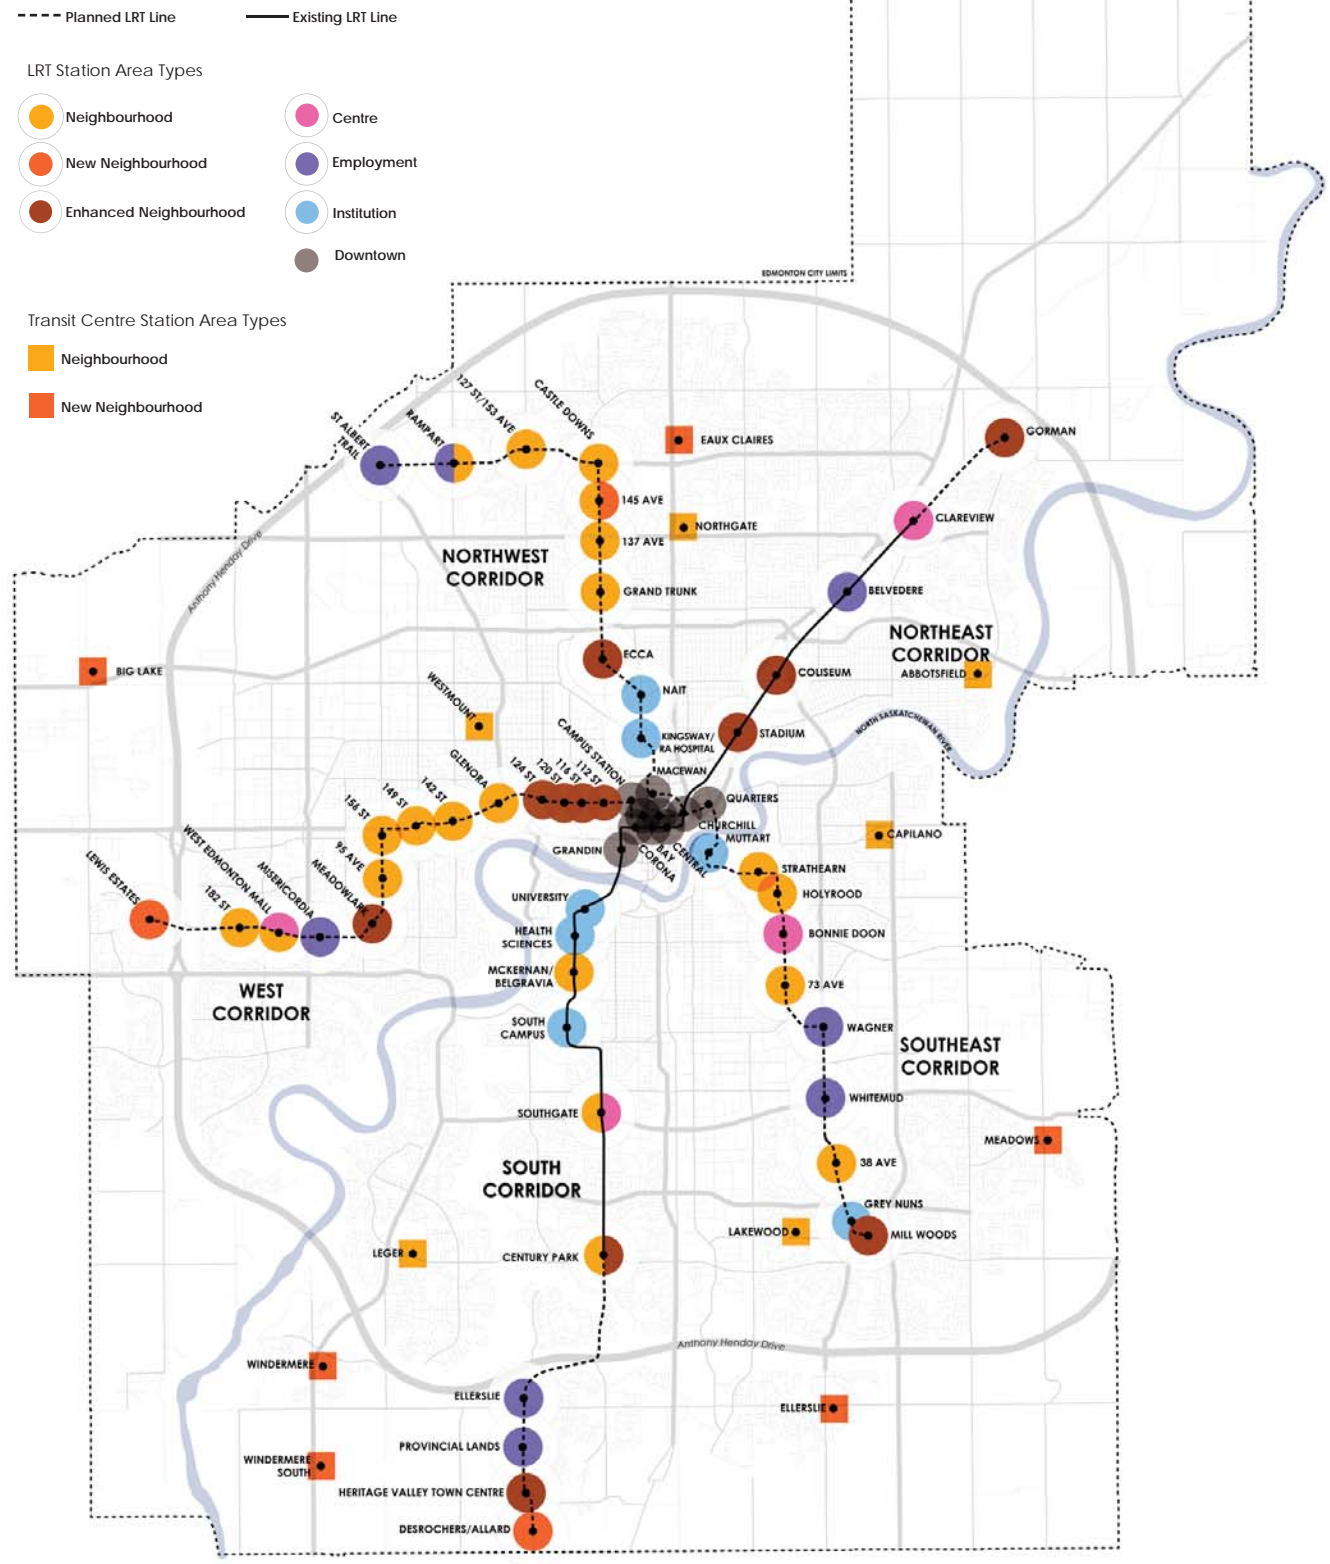 Planned LRT Line
Existing LRT Line
LRT Station Area Types
Neighbourhood
Centre
New Neighbourhood
Employment
Enhanced Neighbourhood
Institution
Downtown
Transit Centre Station Area Types
Neighbourhood
New Neighbourhood
EDMONTON CITY LIMITS
ST ALBERT
TRAIL
RAMPART
127 ST/153 AVE
CASTLE DOWNS
EAUX CLAIRES
GORMAN
145 AVE
NORTHGATE
CLAREVIEW
137 AVE
NORTHWEST
CORRIDOR
Anthony Henday Drive
GRAND TRUNK
BELVEDERE
NORTHEAST
CORRIDOR
ABBOTSFIELD
ECCA
BIG LAKE
COLISEUM
NAIT
WESTMOUNT
NORTH SASKATCHEWAN RIVER
KINGSWAY/
RA HOSPITAL
STADIUM
CAMPUS STATION
MACEWAN
GLENORA
124 ST
120 ST
116 ST
112 ST
QUARTERS
142 ST
149 ST
156 ST
CHURCHILL
MUTTART
CAPILANO
GRANDIN
CORONA
BAY
CENTRAL
95 AVE
STRATHEARN
LEWIS ESTATES
182 ST
WEST EDMONTON MALL
MISERICORDIA
MEADOWLARK
HOLYROOD
UNIVERSITY
HEALTH
SCIENCES
BONNIE DOON
MCKERNAN/
BELGRAVIA
73 AVE
WEST
CORRIDOR
SOUTH
CAMPUS
WAGNER
SOUTHEAST
CORRIDOR
WHITEMUD
SOUTHGATE
MEADOWS
38 AVE
SOUTH
CORRIDOR
GREY NUNS
LAKEWOOD
MILL WOODS
LEGER
CENTURY PARK
Anthony Henday Drive
WINDERMERE
ELLERSLIE
ELLERSLIE
PROVINCIAL LANDS
WINDERMERE
SOUTH
HERITAGE VALLEY TOWN CENTRE
DESROCHERS/ALLARD